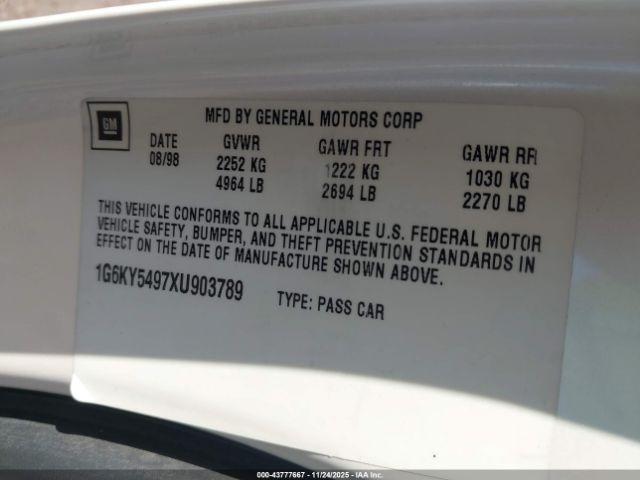 GM
MFD BY GENERAL MOTORS CORP
DATE GVWR GAWR FRT GAWR RR
08/98 2252 KG 1222 KG 1030 KG
4964 LB 2694 LB 2270 LB
THIS VEHICLE CONFORMS TO ALL APPLICABLE U.S. FEDERAL MOTOR
VEHICLE SAFETY, BUMPER, AND THEFT PREVENTION STANDARDS IN
EFFECT ON THE DATE OF MANUFACTURE SHOWN ABOVE.
1G6KY5497XU903789 TYPE: PASS CAR
000-43777667 - 11/24/2025 - IAA Inc.